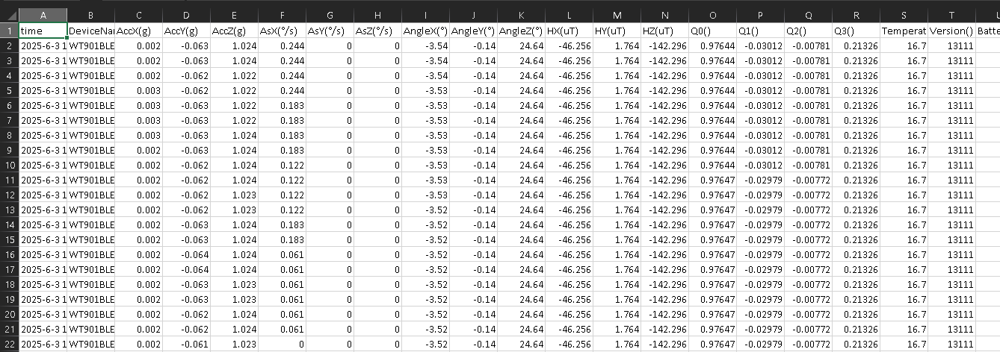 A B C D E F G H I J K L M N O P Q R S T U
1 time DeviceNa AccX(g) AccY(g) AccZ(g) AsX(°/s) AsY(°/s) AsZ(°/s) AngleX(°) AngleY(°) AngleZ(°) HX(uT) HY(uT) HZ(uT) Q0() Q1() Q2() Q3() Temperat Version() Batte
2 2025-6-3 1 WT901BLE 0.002 -0.063 1.024 0.244 0 0 -3.54 -0.14 24.64 -46.256 1.764 -142.296 0.97644 -0.03012 -0.00781 0.21326 16.7 13111
3 2025-6-3 1 WT901BLE 0.002 -0.063 1.024 0.244 0 0 -3.54 -0.14 24.64 -46.256 1.764 -142.296 0.97644 -0.03012 -0.00781 0.21326 16.7 13111
4 2025-6-3 1 WT901BLE 0.002 -0.062 1.022 0.244 0 0 -3.54 -0.14 24.64 -46.256 1.764 -142.296 0.97644 -0.03012 -0.00781 0.21326 16.7 13111
5 2025-6-3 1 WT901BLE 0.003 -0.062 1.022 0.244 0 0 -3.53 -0.14 24.64 -46.256 1.764 -142.296 0.97644 -0.03012 -0.00781 0.21326 16.7 13111
6 2025-6-3 1 WT901BLE 0.003 -0.063 1.022 0.183 0 0 -3.53 -0.14 24.64 -46.256 1.764 -142.296 0.97644 -0.03012 -0.00781 0.21326 16.7 13111
7 2025-6-3 1 WT901BLE 0.003 -0.063 1.022 0.183 0 0 -3.53 -0.14 24.64 -46.256 1.764 -142.296 0.97644 -0.03012 -0.00781 0.21326 16.7 13111
8 2025-6-3 1 WT901BLE 0.003 -0.063 1.024 0.183 0 0 -3.53 -0.14 24.64 -46.256 1.764 -142.296 0.97644 -0.03012 -0.00781 0.21326 16.7 13111
9 2025-6-3 1 WT901BLE 0.002 -0.063 1.024 0.183 0 0 -3.53 -0.14 24.64 -46.256 1.764 -142.296 0.97644 -0.03012 -0.00781 0.21326 16.7 13111
10 2025-6-3 1 WT901BLE 0.002 -0.062 1.024 0.122 0 0 -3.53 -0.14 24.64 -46.256 1.764 -142.296 0.97644 -0.03012 -0.00781 0.21326 16.7 13111
11 2025-6-3 1 WT901BLE 0.002 -0.062 1.024 0.122 0 0 -3.53 -0.14 24.64 -46.256 1.764 -142.296 0.97647 -0.02979 -0.00772 0.21326 16.7 13111
12 2025-6-3 1 WT901BLE 0.002 -0.062 1.023 0.122 0 0 -3.53 -0.14 24.64 -46.256 1.764 -142.296 0.97647 -0.02979 -0.00772 0.21326 16.7 13111
13 2025-6-3 1 WT901BLE 0.002 -0.062 1.023 0.122 0 0 -3.52 -0.14 24.64 -46.256 1.764 -142.296 0.97647 -0.02979 -0.00772 0.21326 16.7 13111
14 2025-6-3 1 WT901BLE 0.002 -0.063 1.024 0.183 0 0 -3.52 -0.14 24.64 -46.256 1.764 -142.296 0.97647 -0.02979 -0.00772 0.21326 16.7 13111
15 2025-6-3 1 WT901BLE 0.002 -0.063 1.024 0.183 0 0 -3.52 -0.14 24.64 -46.256 1.764 -142.296 0.97647 -0.02979 -0.00772 0.21326 16.7 13111
16 2025-6-3 1 WT901BLE 0.002 -0.064 1.024 0.061 0 0 -3.52 -0.14 24.64 -46.256 1.764 -142.296 0.97647 -0.02979 -0.00772 0.21326 16.7 13111
17 2025-6-3 1 WT901BLE 0.002 -0.064 1.024 0.061 0 0 -3.52 -0.14 24.64 -46.256 1.764 -142.296 0.97647 -0.02979 -0.00772 0.21326 16.7 13111
18 2025-6-3 1 WT901BLE 0.002 -0.063 1.023 0.061 0 0 -3.52 -0.14 24.64 -46.256 1.764 -142.296 0.97647 -0.02979 -0.00772 0.21326 16.7 13111
19 2025-6-3 1 WT901BLE 0.002 -0.063 1.023 0.061 0 0 -3.52 -0.14 24.64 -46.256 1.764 -142.296 0.97647 -0.02979 -0.00772 0.21326 16.7 13111
20 2025-6-3 1 WT901BLE 0.002 -0.062 1.024 0.061 0 0 -3.52 -0.14 24.64 -46.256 1.764 -142.296 0.97647 -0.02979 -0.00772 0.21326 16.7 13111
21 2025-6-3 1 WT901BLE 0.002 -0.062 1.024 0.061 0 0 -3.52 -0.14 24.64 -46.256 1.764 -142.296 0.97647 -0.02979 -0.00772 0.21326 16.7 13111
22 2025-6-3 1 WT901BLE 0.002 -0.061 1.023 0 0 0 -3.52 -0.14 24.64 -46.256 1.764 -142.296 0.97647 -0.02979 -0.00772 0.21326 16.7 13111